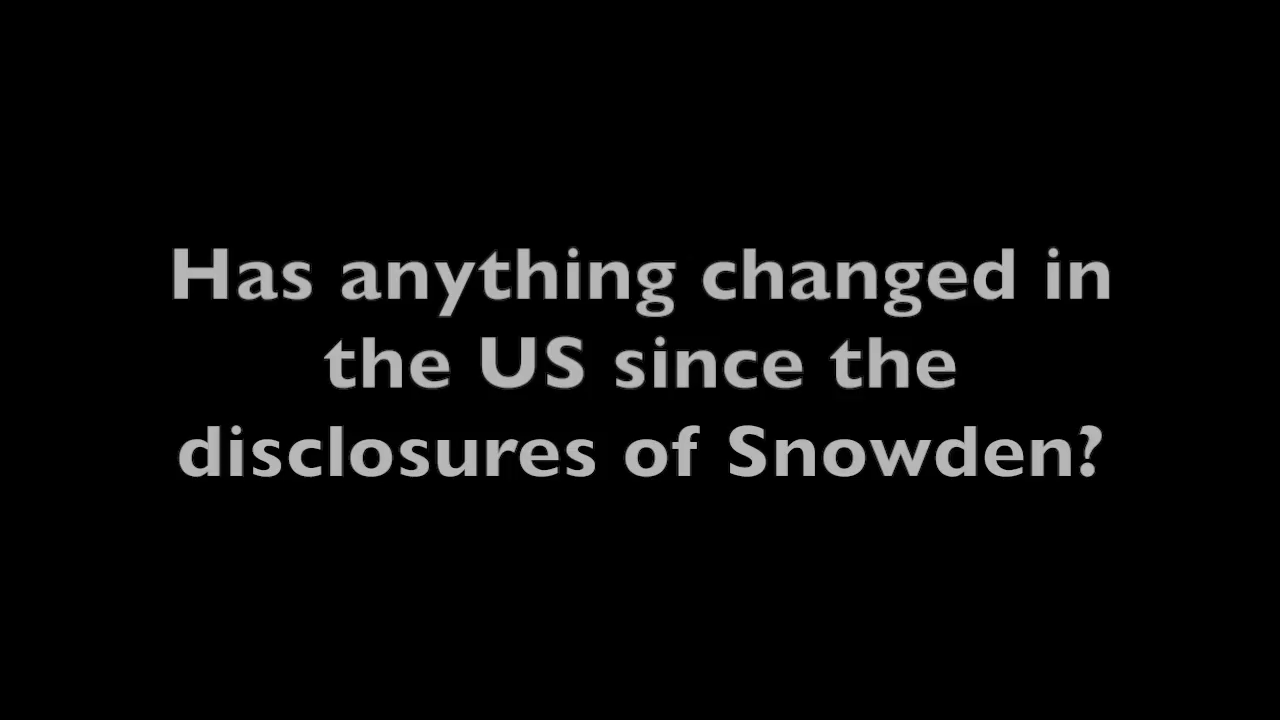 Has anything changed in
the US since the
disclosures of Snowden?